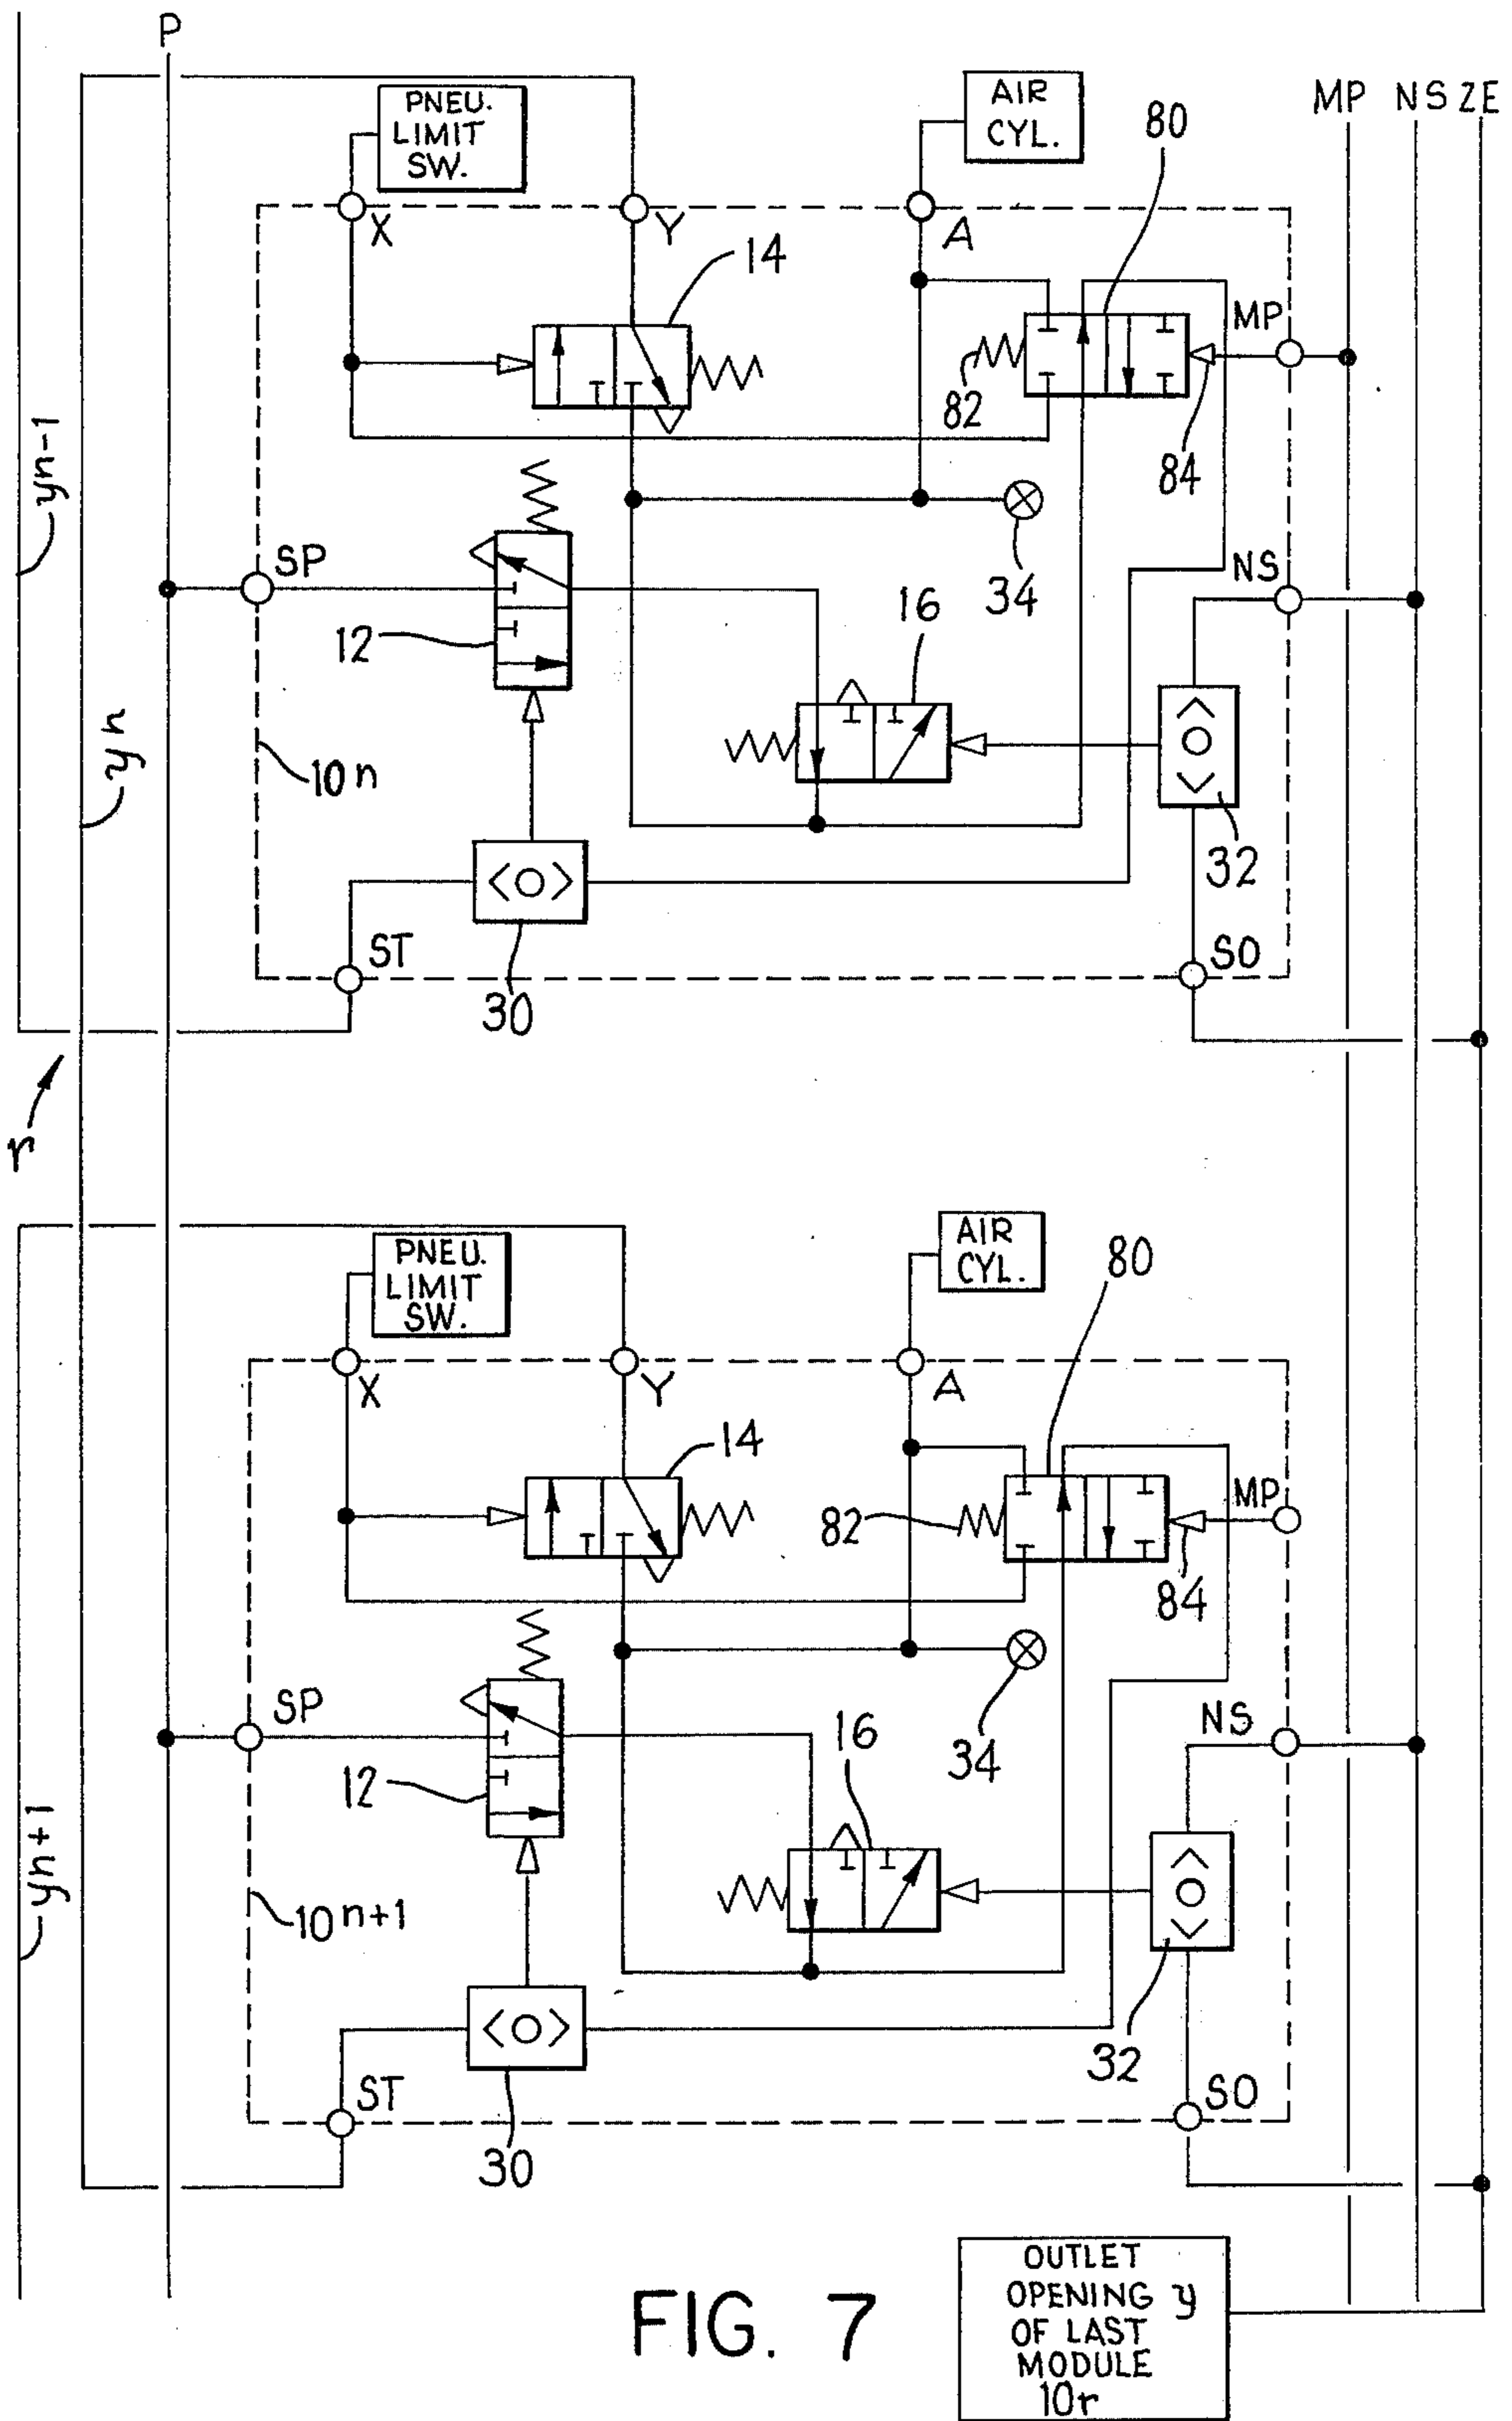 P
PNEU.
LIMIT
SW.
AIR
CYL.
80
MP NS ZE
X
Y
A
14
MP
82
84
yn-1
SP
34
NS
12
16
yn
10n
32
ST
30
SO
r
PNEU.
LIMIT
SW.
AIR
CYL.
80
X
Y
A
14
MP
82
84
SP
NS
16
34
12
yn+1
10n+1
32
ST
SO
30
FIG. 7
OUTLET
OPENING y
OF LAST
MODULE
10r